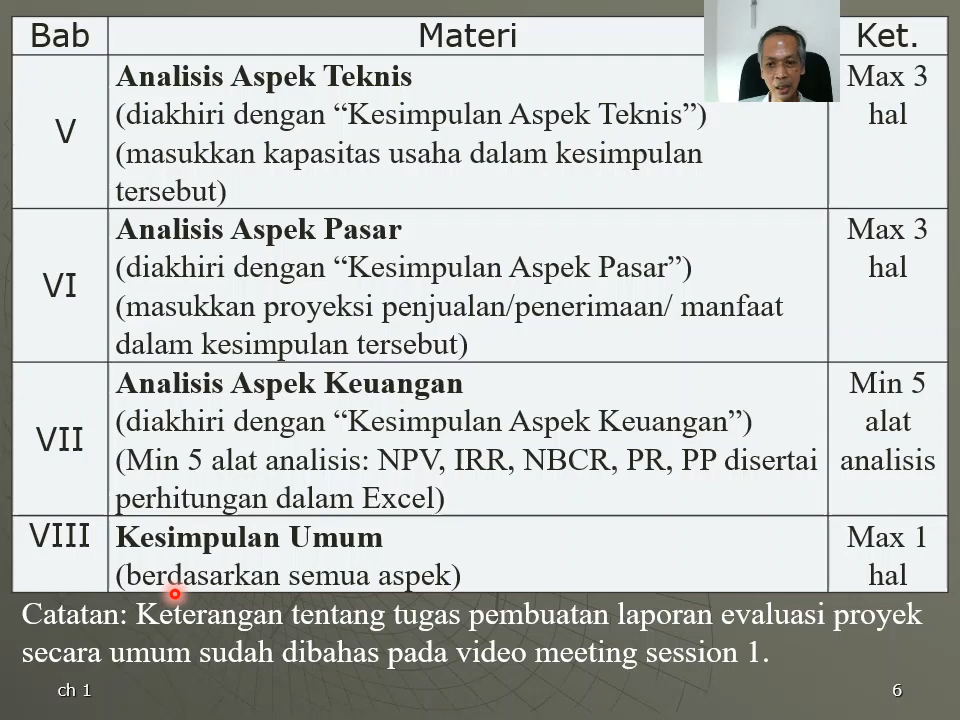 Bab Materi Ket.
V
Analisis Aspek Teknis
(diakhiri dengan “Kesimpulan Aspek Teknis”)
(masukkan kapasitas usaha dalam kesimpulan
tersebut)
Max 3
hal
VI
Analisis Aspek Pasar
(diakhiri dengan “Kesimpulan Aspek Pasar”)
(masukkan proyeksi penjualan/penerimaan/ manfaat
dalam kesimpulan tersebut)
Max 3
hal
VII
Analisis Aspek Keuangan
(diakhiri dengan “Kesimpulan Aspek Keuangan”)
(Min 5 alat analisis: NPV, IRR, NBCR, PR, PP disertai
perhitungan dalam Excel)
Min 5
alat
analisis
VIII
Kesimpulan Umum
(berdasarkan semua aspek)
Max 1
hal
Catatan: Keterangan tentang tugas pembuatan laporan evaluasi proyek
secara umum sudah dibahas pada video meeting session 1.
ch 1 6